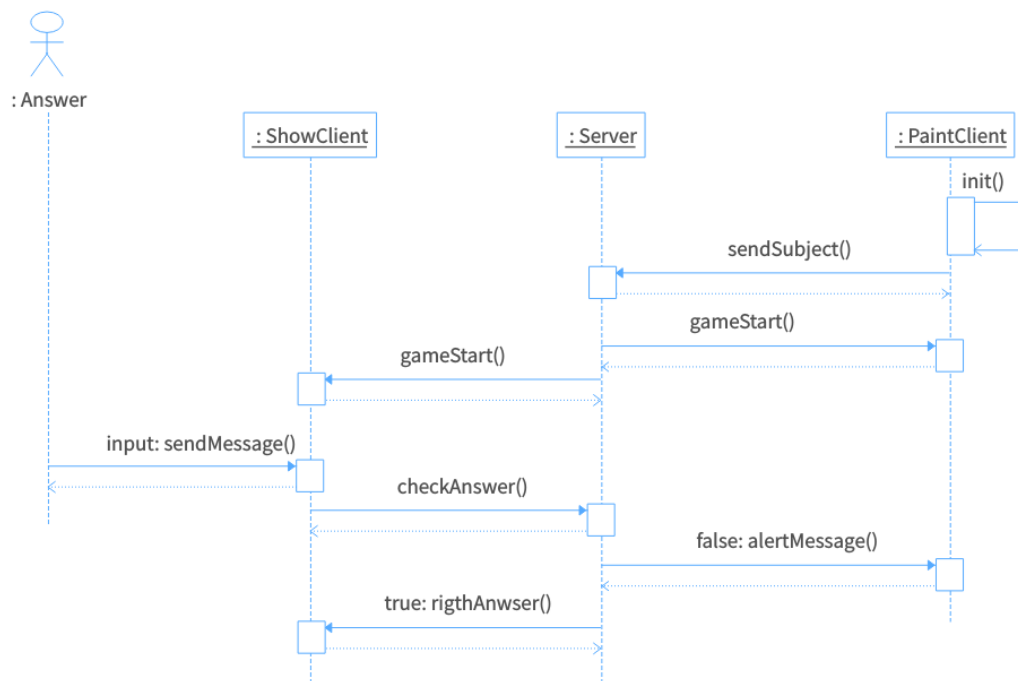 : Answer
: ShowClient
: Server
: PaintClient
init()
sendSubject()
gameStart()
gameStart()
input: sendMessage()
checkAnswer()
false: alertMessage()
true: rigthAnwser()